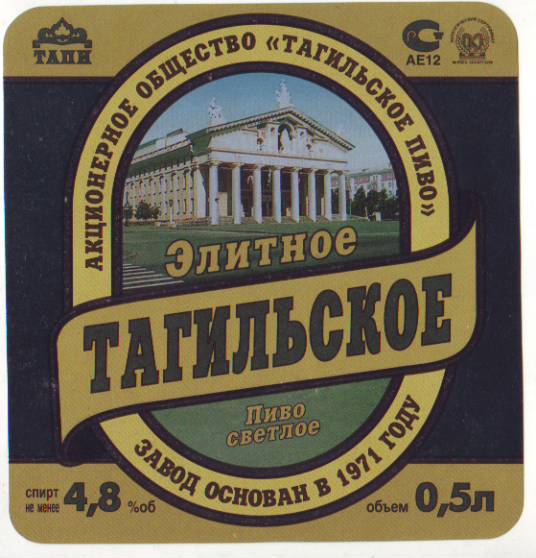 ТАПИ
АЕ12
АКЦИОНЕРНОЕ ОБЩЕСТВО «ТАГИЛЬСКОЕ ПИВО»
Элитное
ТАГИЛЬСКОЕ
Пиво
светлое
ЗАВОД ОСНОВАН В 1971 ГОДУ
спирт
не менее 4,8 %об
объем 0,5л